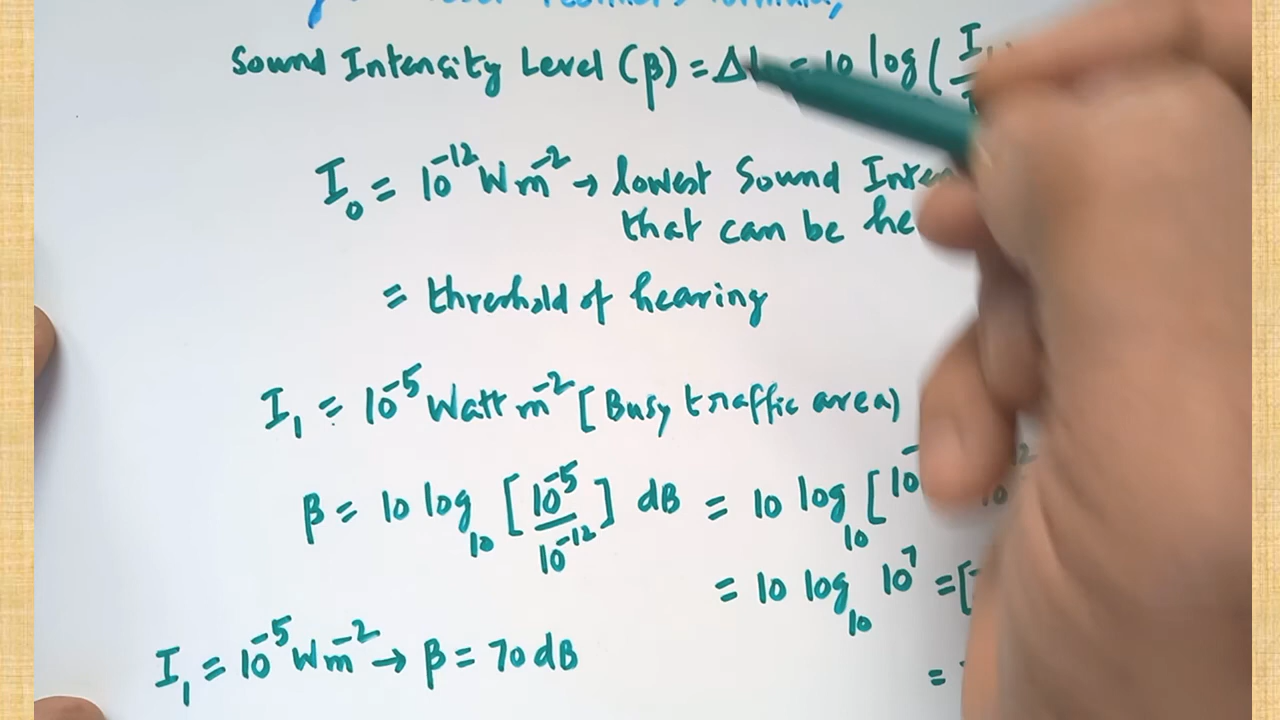 Sound Intensity Level (β) = ΔL = 10 log ( I₁
I₀ = 10⁻¹² W m⁻² → lowest Sound
that can be
= threshold of hearing
I₁ = 10⁻⁵ Watt m⁻² [Busy traffic area)
β = 10 log₁₀ [10⁻⁵/10⁻¹²] dB = 10 log₁₀ [10
= 10 log₁₀ 10⁷ = [
I₁ = 10⁻⁵ W m⁻² → β = 70 dB
=